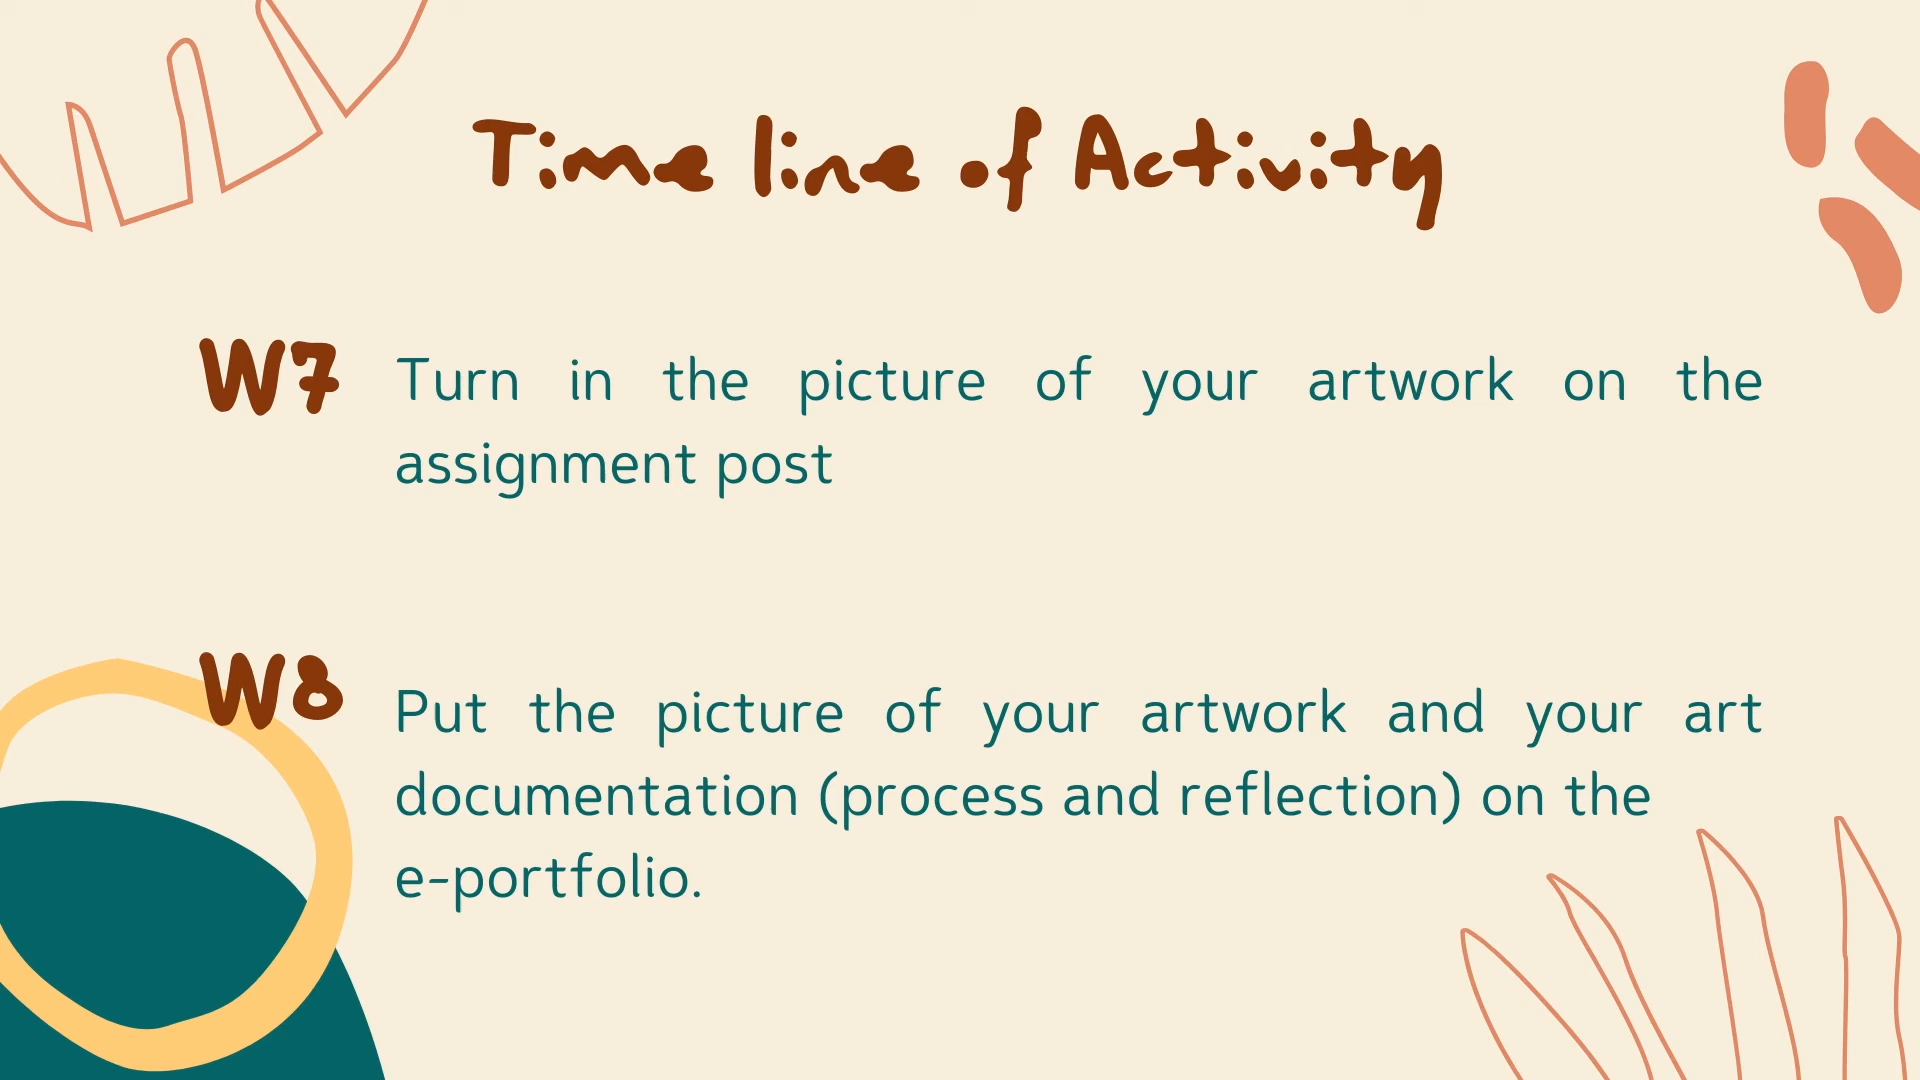 Time line of Activity
W7
Turn in the picture of your artwork on the
assignment post
W8
Put the picture of your artwork and your art
documentation (process and reflection) on the
e-portfolio.